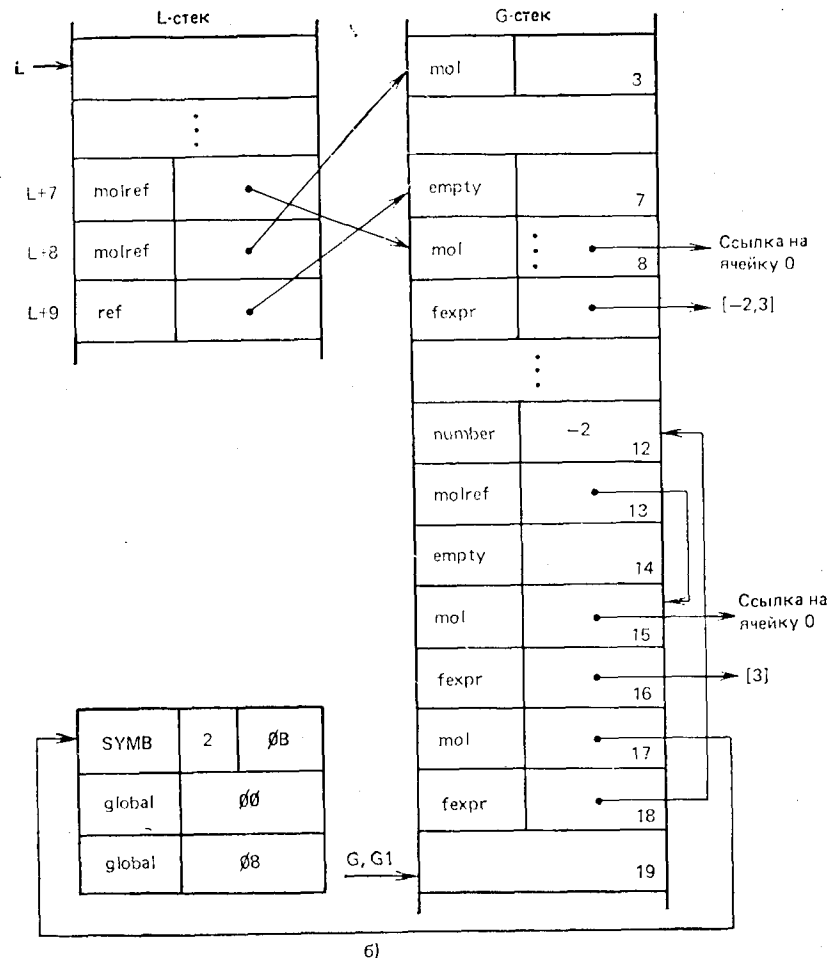 L-стек
G-стек
L
mol
3
empty
7
L+7
molref
L+8
molref
mol
8
Ссылка на
ячейку 0
L+9
ref
fexpr
[−2,3]
number
−2
12
molref
13
empty
14
mol
15
Ссылка на
ячейку 0
fexpr
16
[3]
SYMB
2
ØB
mol
17
global
ØØ
fexpr
18
global
Ø8
G, G1
19
б)